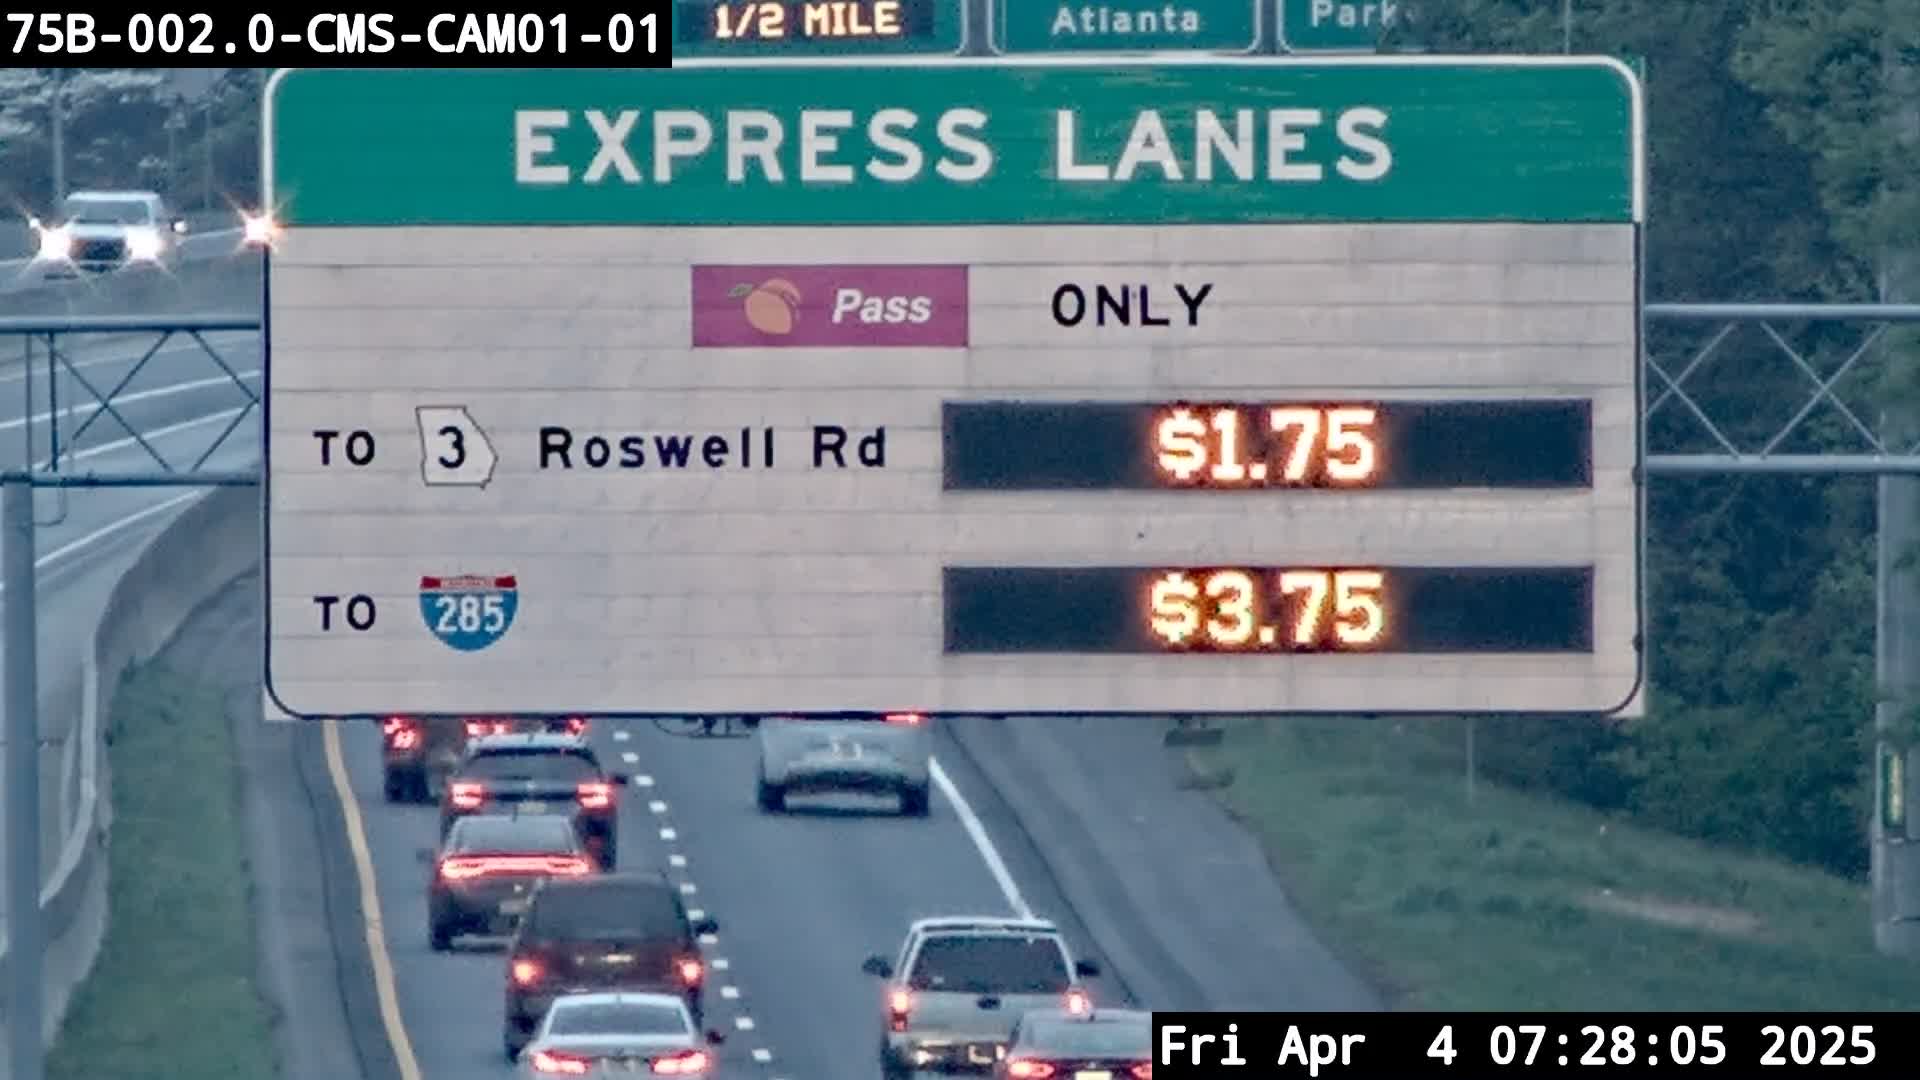 75B-002.0-CMS-CAM01-01
1/2 MILE
Atlanta
Park
EXPRESS LANES
Pass ONLY
TO 3 Roswell Rd $1.75
TO 285 $3.75
Fri Apr 4 07:28:05 2025